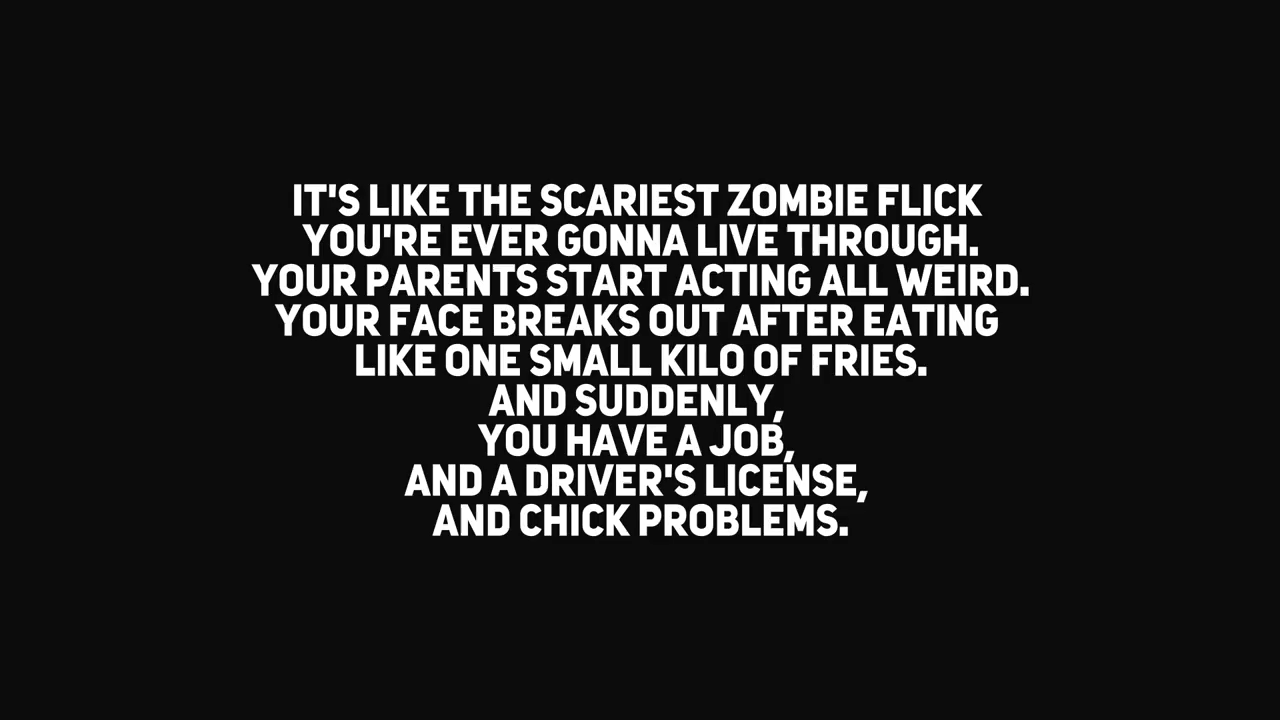 IT'S LIKE THE SCARIEST ZOMBIE FLICK
YOU'RE EVER GONNA LIVE THROUGH.
YOUR PARENTS START ACTING ALL WEIRD.
YOUR FACE BREAKS OUT AFTER EATING
LIKE ONE SMALL KILO OF FRIES.
AND SUDDENLY,
YOU HAVE A JOB,
AND A DRIVER'S LICENSE,
AND CHICK PROBLEMS.